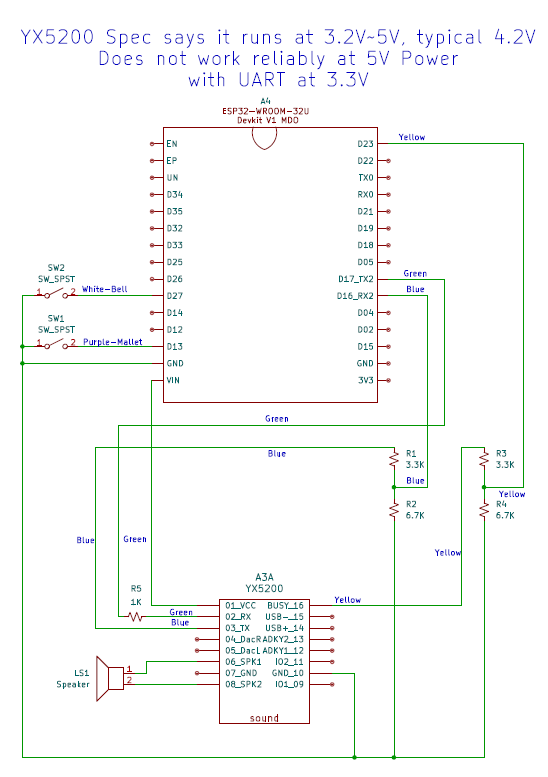 YX5200 Spec says it runs at 3.2V~5V, typical 4.2V
Does not work reliably at 5V Power
with UART at 3.3V
A4
ESP32-WROOM-32U
Devkit V1 MDO
EN
EP
UN
D34
D35
D32
D33
D25
D26
D27
D14
D12
D13
GND
VIN
D23
D22
TX0
RX0
D21
D19
D18
D05
D17_TX2
D16_RX2
D04
D02
D15
GND
3V3
Yellow
Green
Blue
SW2
SW_SPST
1
2
White-Bell
SW1
SW_SPST
1
2
Purple-Mallet
Green
Blue
R1
3.3K
Blue
R2
6.7K
R3
3.3K
Yellow
R4
6.7K
Blue
Green
Yellow
A3A
YX5200
R5
1K
Green
Blue
Yellow
01_VCC
02_RX
03_TX
04_DacR
05_DacL
06_SPK1
07_GND
08_SPK2
BUSY_16
USB-_15
USB+_14
ADKY2_13
ADKY1_12
IO2_11
GND_10
IO1_09
LS1
Speaker
1
2
sound